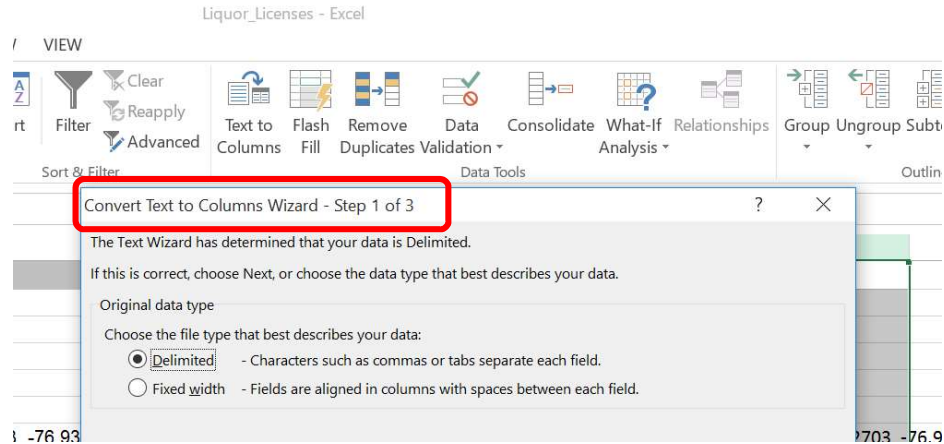 Liquor_Licenses - Excel
VIEW
Clear
Reapply
Advanced
Filter
Text to Columns
Flash Fill
Remove Duplicates
Data Validation
Consolidate
What-If Analysis
Relationships
Group
Ungroup
Sort & Filter
Data Tools
Convert Text to Columns Wizard - Step 1 of 3
?
The Text Wizard has determined that your data is Delimited.
If this is correct, choose Next, or choose the data type that best describes your data.
Original data type
Choose the file type that best describes your data:
Delimited - Characters such as commas or tabs separate each field.
Fixed width - Fields are aligned in columns with spaces between each field.
-76.93